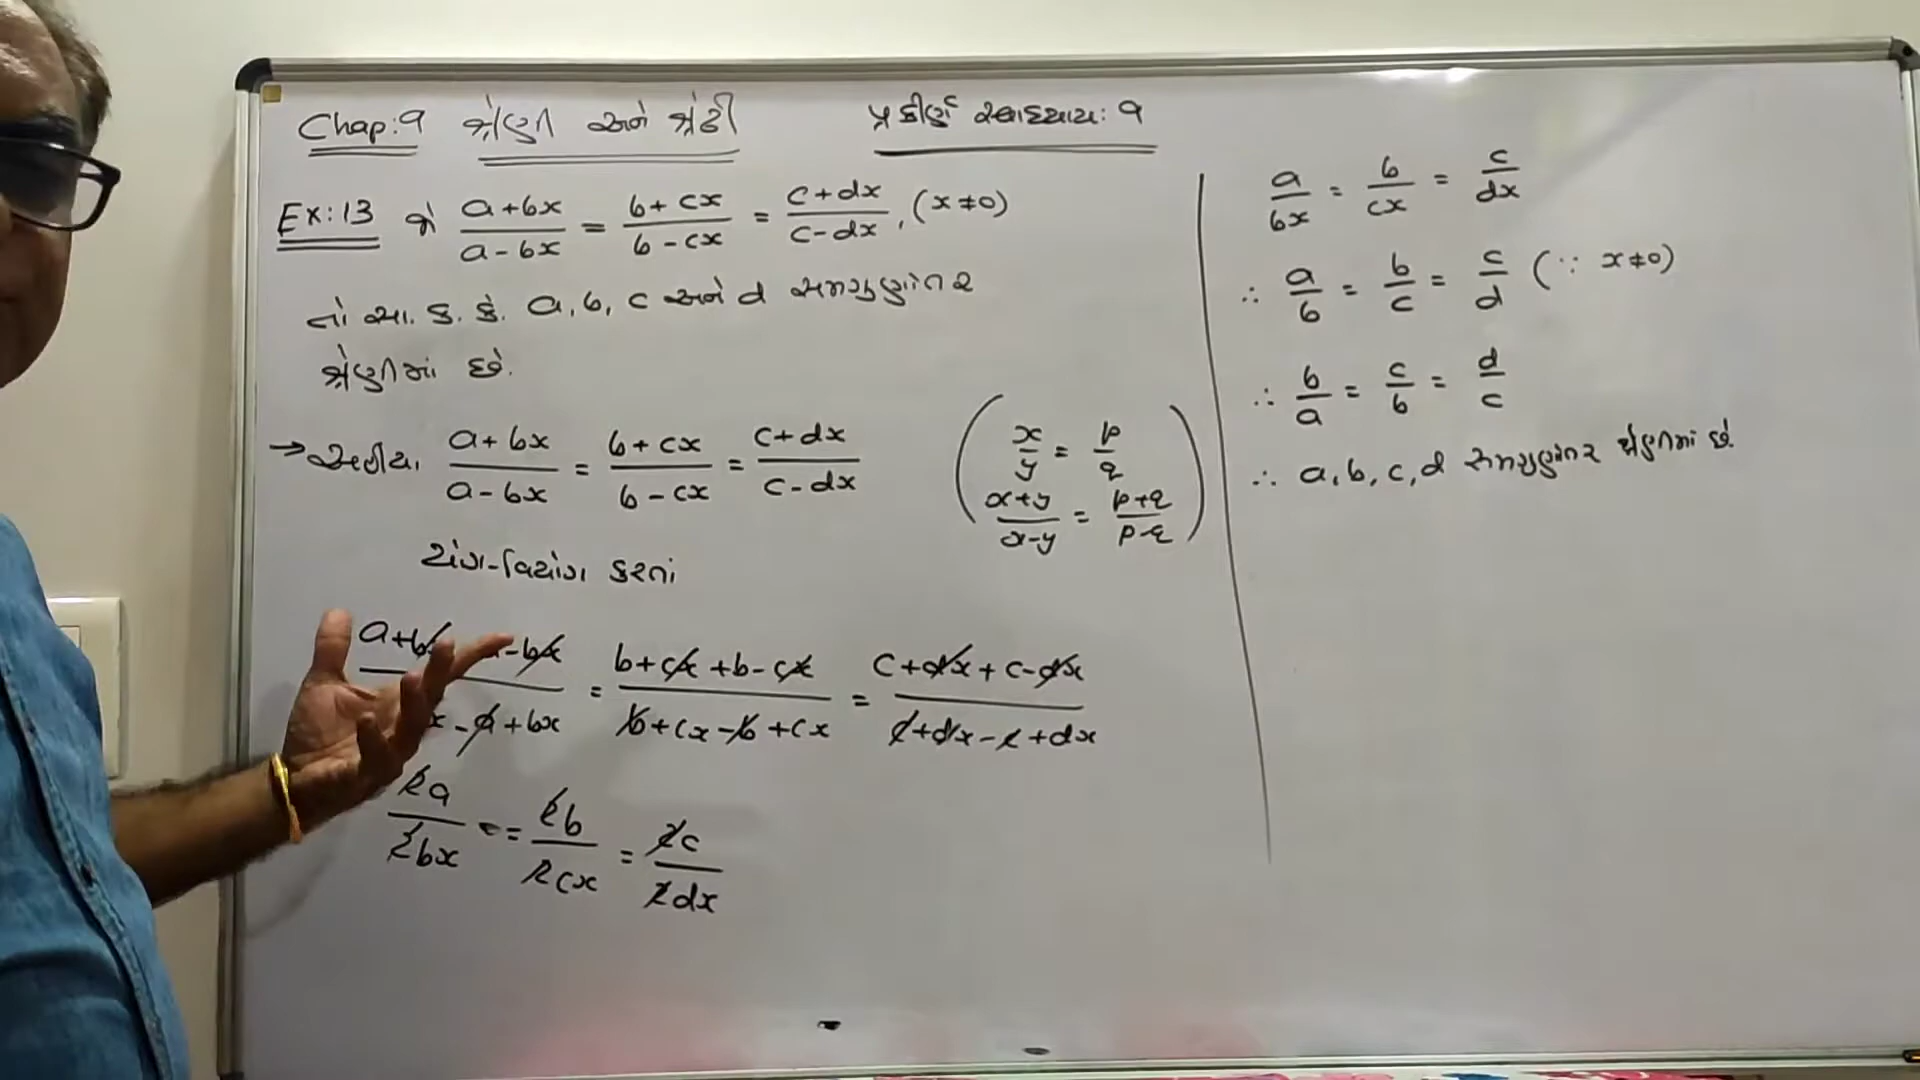 Chap:9 શ્રેણી અને શ્રેઢી પ્રકીર્ણ સ્વાધ્યાય: 9
Ex:13 જો (a+bx)/(a-bx) = (b+cx)/(b-cx) = (c+dx)/(c-dx), (x≠0)
તો સા. કુ. કે. a, b, c અને d સમગુણોત્તર
શ્રેણીમાં છે.
→ અહીંયા (a+bx)/(a-bx) = (b+cx)/(b-cx) = (c+dx)/(c-dx)
(x/y = p/q
(x+y)/(x-y) = (p+q)/(p-q))
યોગ-વિયોગ કરતાં
a+b -bx / x-a+bx = (b+cx+b-cx)/(b+cx-b+cx) = (c+dx+c-dx)/(c+dx-c+dx)
2a/2bx = 2b/2cx = 2c/2dx
a/bx = b/cx = c/dx
∴ a/b = b/c = c/d (∵ x≠0)
∴ b/a = c/b = d/c
∴ a, b, c, d સમગુણોત્તર શ્રેણીમાં છે